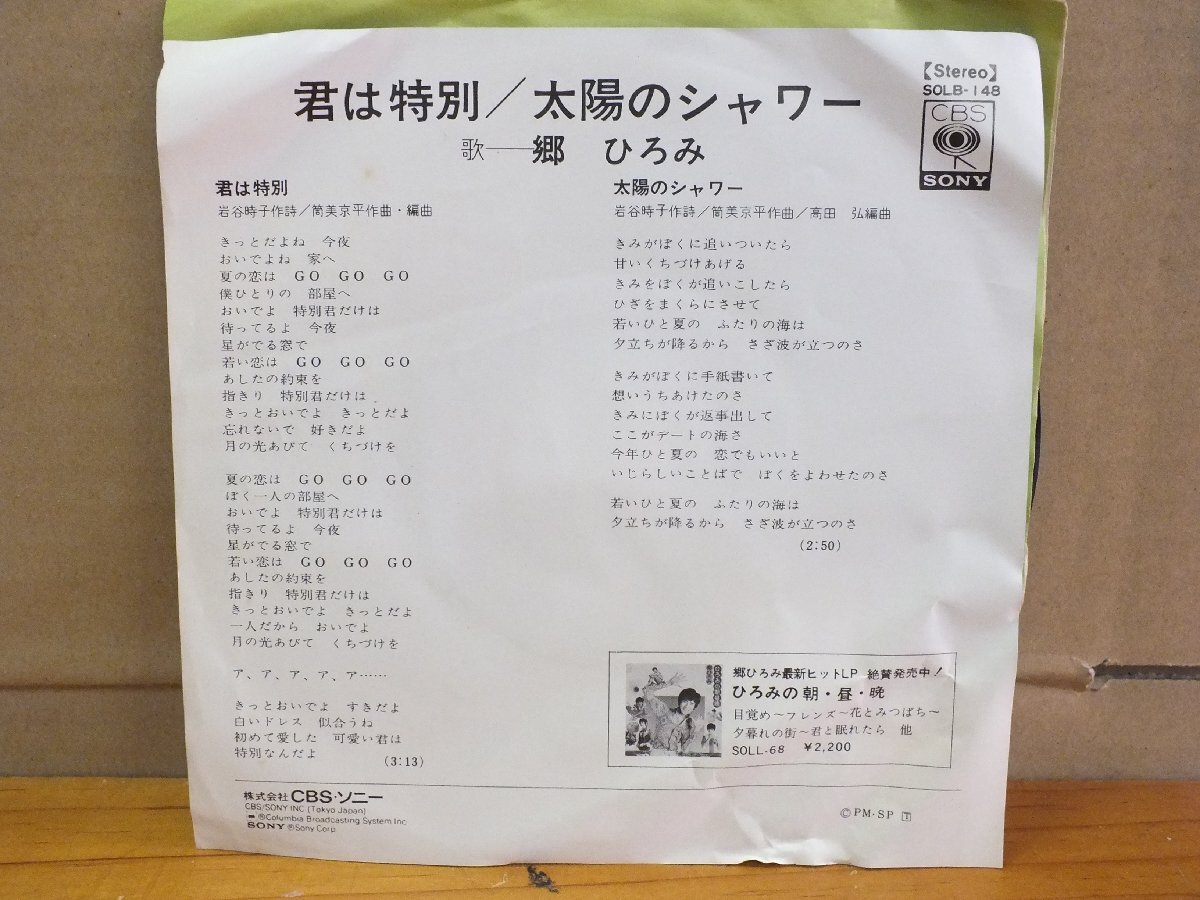 君は特別/太陽のシャワー
歌——郷 ひろみ
【Stereo】
SOLB-148
CBS
SONY
君は特別
岩谷時子作詩/筒美京平作曲・編曲
きっとだよね 今夜
おいでよね 家へ
夏の恋は GO GO GO
僕ひとりの 部屋へ
おいでよ 特別君だけは
待ってるよ 今夜
星がでる窓で
若い恋は GO GO GO
あしたの約束を
指きり 特別君だけは
きっとおいでよ きっとだよ
忘れないで 好きだよ
月の光あびて くちづけを
夏の恋は GO GO GO
ぼく一人の部屋へ
おいでよ 特別君だけは
待ってるよ 今夜
星がでる窓で
若い恋は GO GO GO
あしたの約束を
指きり 特別君だけは
きっとおいでよ きっとだよ
一人だから おいでよ
月の光あびて くちづけを
ア、ア、ア、ア、ア……
きっとおいでよ すきだよ
白いドレス 似合うね
初めて愛した 可愛い君は
特別なんだよ
(3:13)
太陽のシャワー
岩谷時子作詩/筒美京平作曲/高田 弘編曲
きみがぼくに追いついたら
甘いくちづけあげる
きみをぼくが追いこしたら
ひざをまくらにさせて
若いひと夏の ふたりの海は
夕立ちが降るから さざ波が立つのさ
きみがぼくに手紙書いて
想いうちあけたのさ
きみにぼくが返事出して
ここがデートの海さ
今年ひと夏の 恋でもいいと
いじらしいことばで ぼくをよわせたのさ
若いひと夏の ふたりの海は
夕立ちが降るから さざ波が立つのさ
(2:50)
郷ひろみ最新ヒットLP 絶賛発売中!
ひろみの朝・昼・晩
目覚め〜フレンズ〜花とみつばち〜
夕暮れの街〜君と眠れたら 他
SOLL-68 ¥2,200
株式会社 CBS・ソニー
CBS/SONY INC (Tokyo Japan)
®Columbia Broadcasting System Inc
SONY ®Sony Corp
©PM・SP